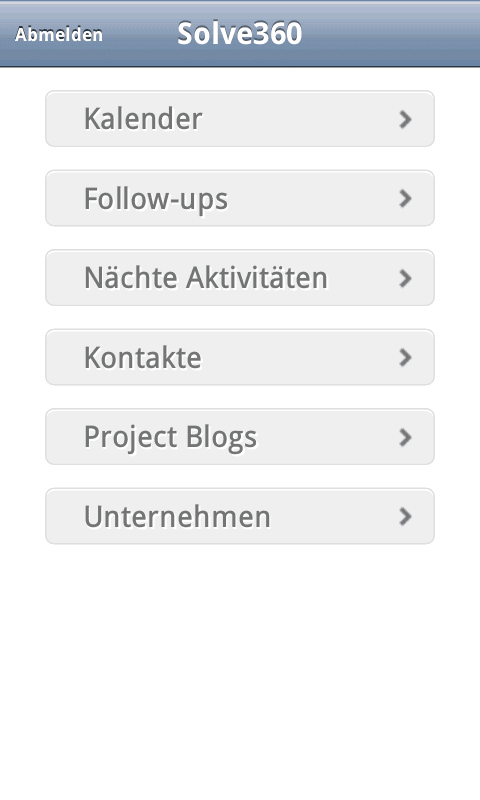 Abmelden
Solve360
Kalender
Follow-ups
Nächte Aktivitäten
Kontakte
Project Blogs
Unternehmen